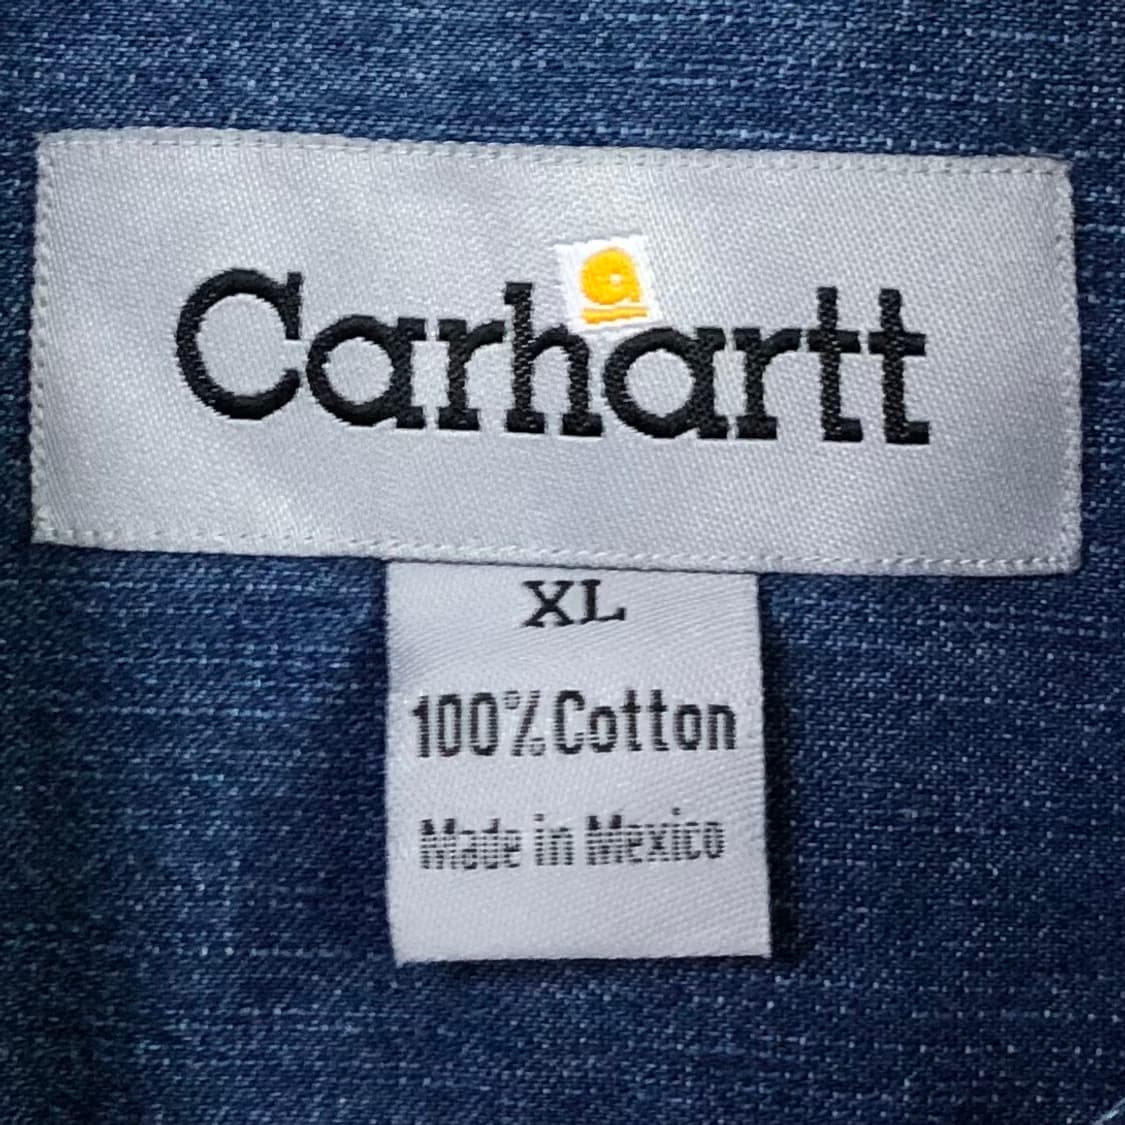 Carhartt
XL
100% Cotton
Made in Mexico